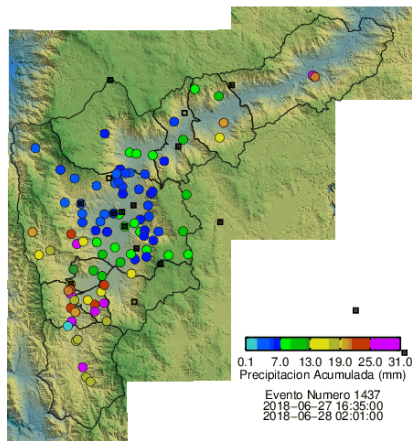 0.1 7.0 13.0 19.0 25.0 31.0
Precipitacion Acumulada (mm)
Evento Numero 1437
2018-06-27 16:35:00
2018-06-28 02:01:00